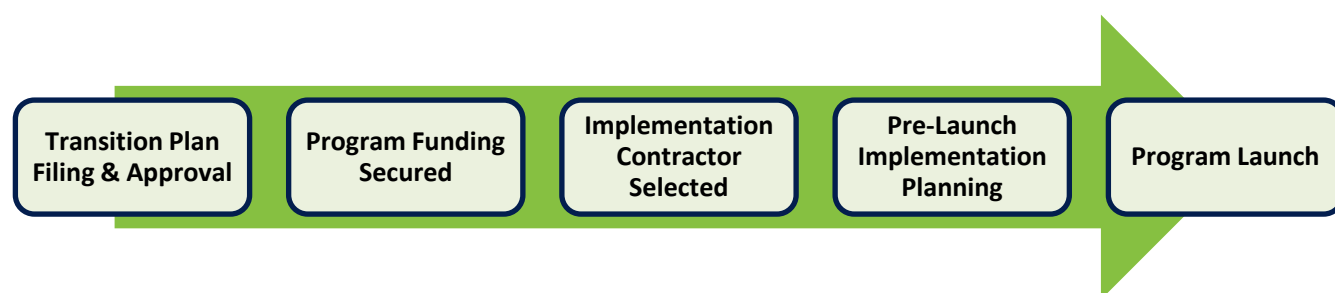 Transition Plan
Filing & Approval
Program Funding
Secured
Implementation
Contractor
Selected
Pre-Launch
Implementation
Planning
Program Launch